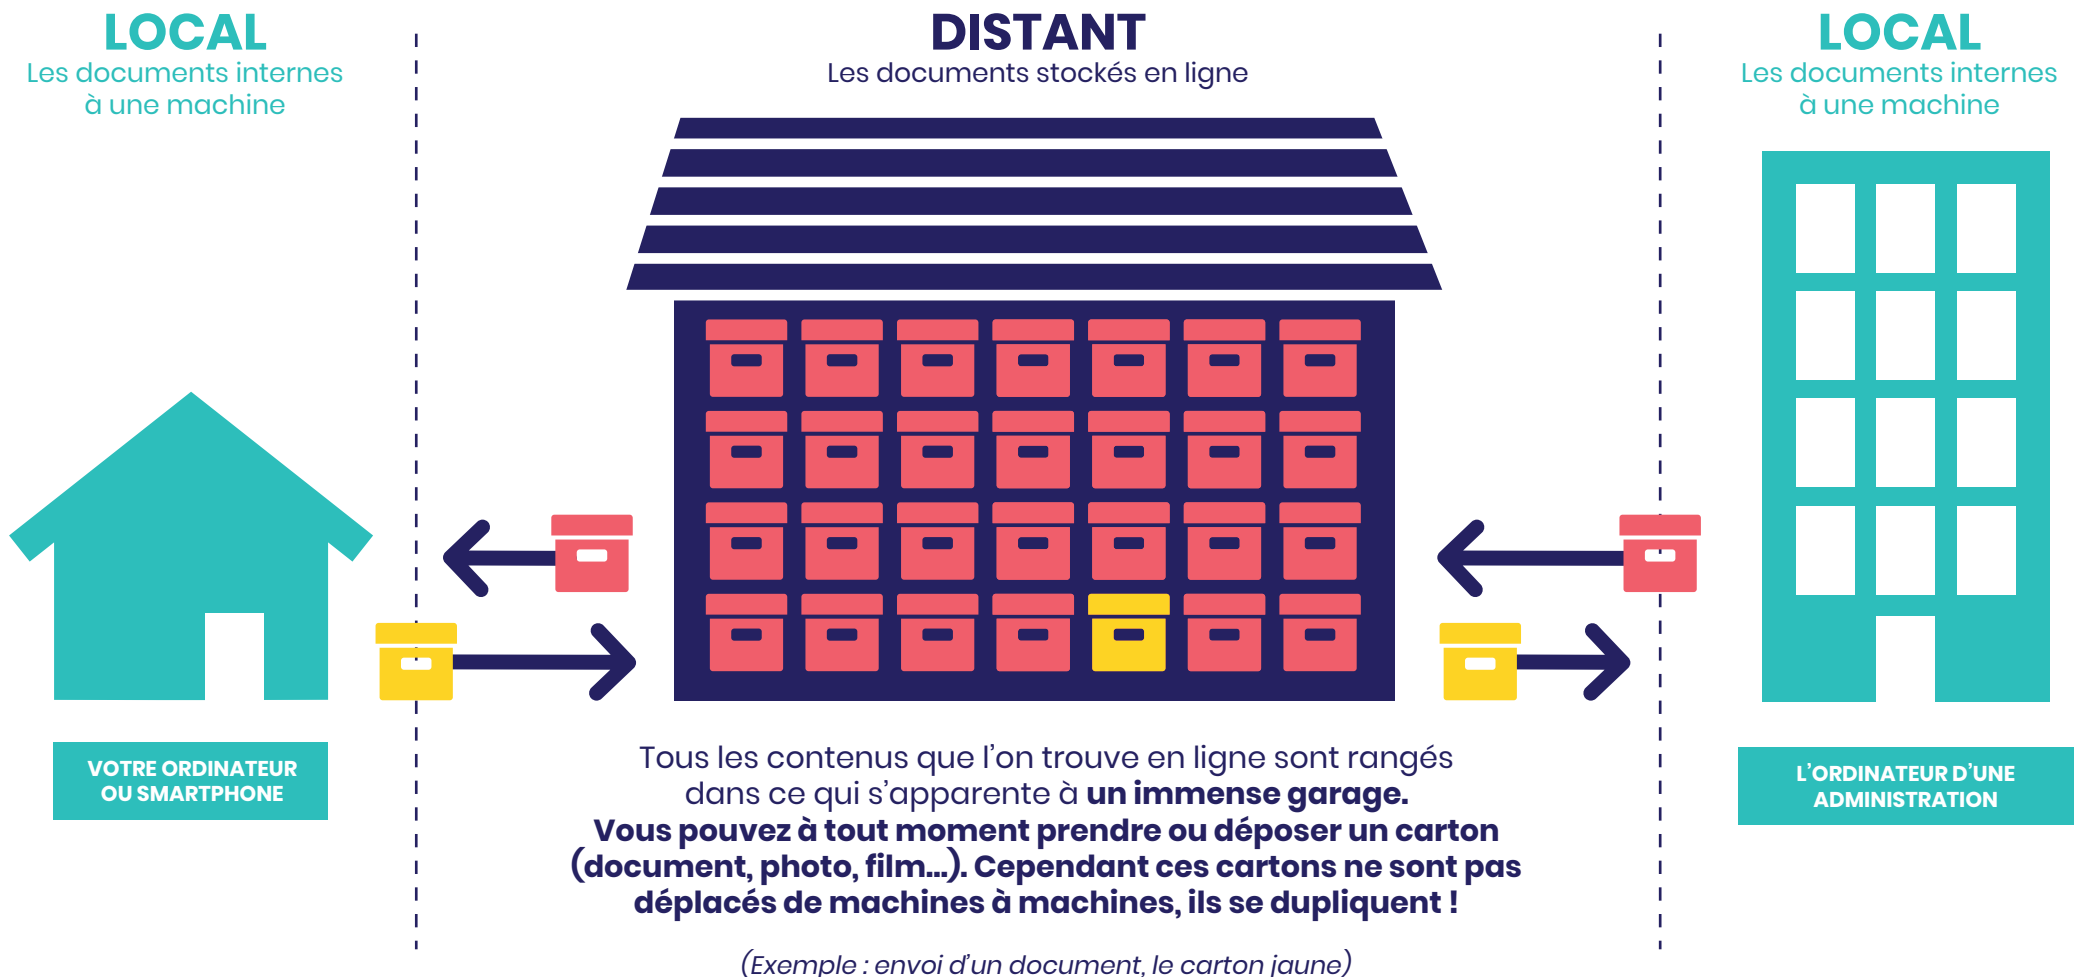 LOCAL
Les documents internes
à une machine
DISTANT
Les documents stockés en ligne
LOCAL
Les documents internes
à une machine
VOTRE ORDINATEUR
OU SMARTPHONE
Tous les contenus que l’on trouve en ligne sont rangés
dans ce qui s’apparente à un immense garage.
Vous pouvez à tout moment prendre ou déposer un carton
(document, photo, film...). Cependant ces cartons ne sont pas
déplacés de machines à machines, ils se dupliquent !
(Exemple : envoi d’un document, le carton jaune)
L’ORDINATEUR D’UNE
ADMINISTRATION